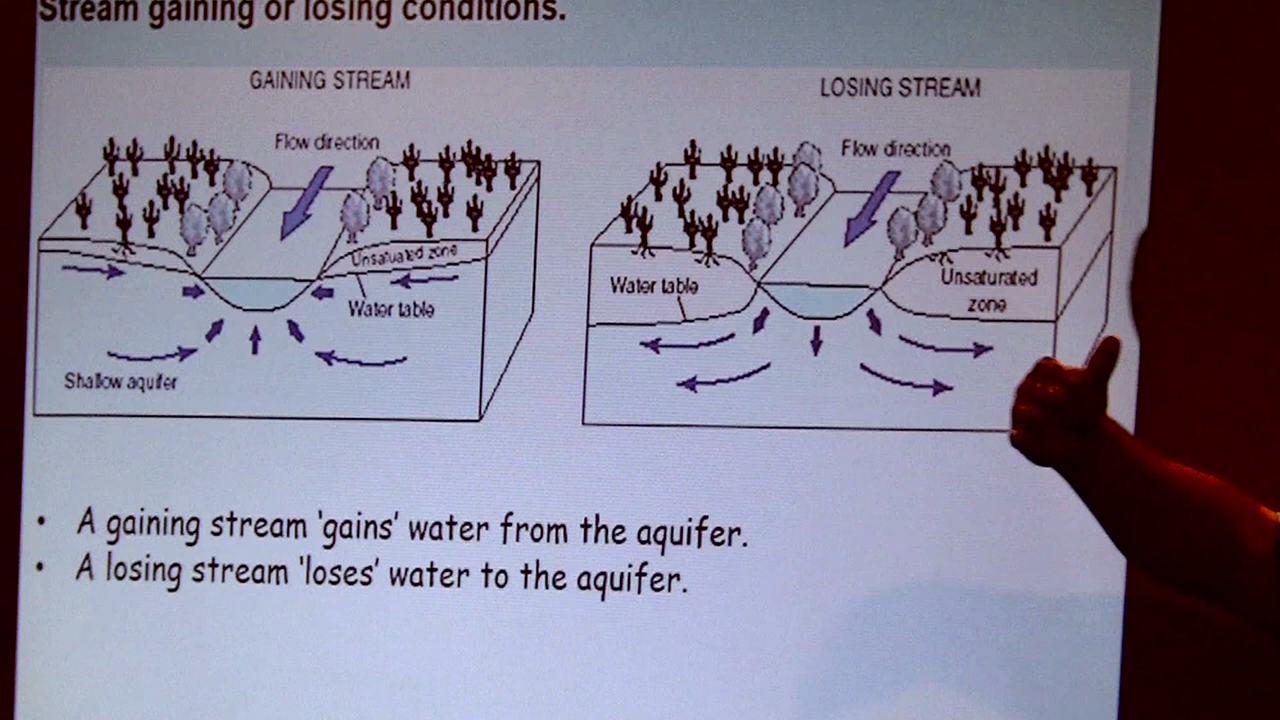 Stream gaining or losing conditions.
GAINING STREAM
Flow direction
Unsatuated zone
Water table
Shallow aquifer
LOSING STREAM
Flow direction
Water table
Unsaturated
zone
• A gaining stream 'gains' water from the aquifer.
• A losing stream 'loses' water to the aquifer.